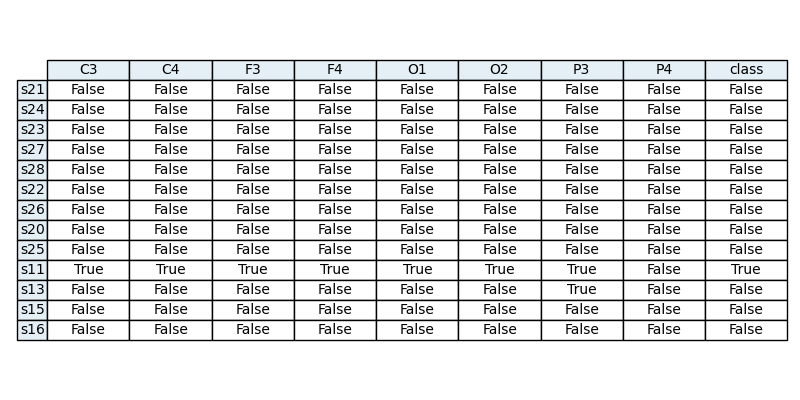 C3 C4 F3 F4 O1 O2 P3 P4 class
s21 False False False False False False False False False
s24 False False False False False False False False False
s23 False False False False False False False False False
s27 False False False False False False False False False
s28 False False False False False False False False False
s22 False False False False False False False False False
s26 False False False False False False False False False
s20 False False False False False False False False False
s25 False False False False False False False False False
s11 True True True True True True True False True
s13 False False False False False False True False False
s15 False False False False False False False False False
s16 False False False False False False False False False